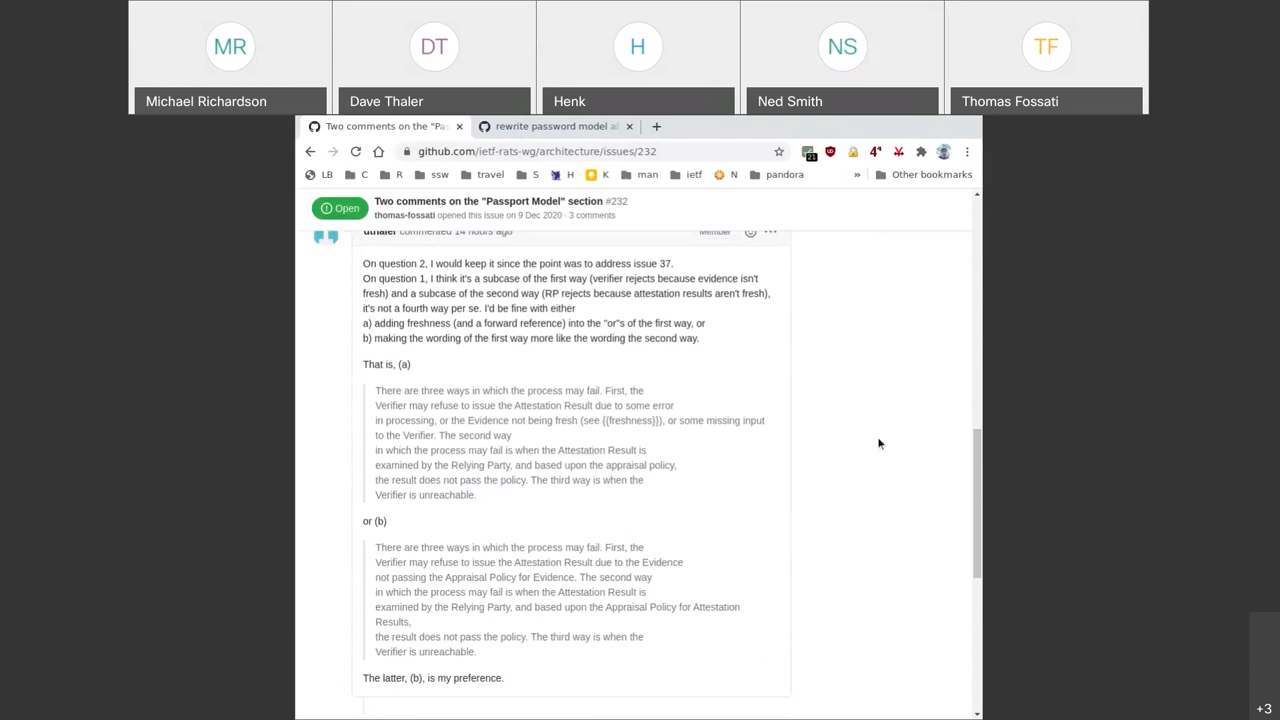 MR
DT
H
NS
TF
Michael Richardson
Dave Thaler
Henk
Ned Smith
Thomas Fossati
Two comments on the "Pas
rewrite password model a
github.com/ietf-rats-wg/architecture/issues/232
21
LB C R ssw travel S H K man ietf N pandora » Other bookmarks
Open
Two comments on the "Passport Model" section #232
thomas-fossati opened this issue on 9 Dec 2020 · 3 comments
dthaler commented 14 hours ago
Member
On question 2, I would keep it since the point was to address issue 37.
On question 1, I think it's a subcase of the first way (verifier rejects because evidence isn't
fresh) and a subcase of the second way (RP rejects because attestation results aren't fresh),
it's not a fourth way per se. I'd be fine with either
a) adding freshness (and a forward reference) into the "or"s of the first way, or
b) making the wording of the first way more like the wording the second way.
That is, (a)
There are three ways in which the process may fail. First, the
Verifier may refuse to issue the Attestation Result due to some error
in processing, or the Evidence not being fresh (see {{freshness}}), or some missing input
to the Verifier. The second way
in which the process may fail is when the Attestation Result is
examined by the Relying Party, and based upon the appraisal policy,
the result does not pass the policy. The third way is when the
Verifier is unreachable.
or (b)
There are three ways in which the process may fail. First, the
Verifier may refuse to issue the Attestation Result due to the Evidence
not passing the Appraisal Policy for Evidence. The second way
in which the process may fail is when the Attestation Result is
examined by the Relying Party, and based upon the Appraisal Policy for Attestation
Results,
the result does not pass the policy. The third way is when the
Verifier is unreachable.
The latter, (b), is my preference.
+3